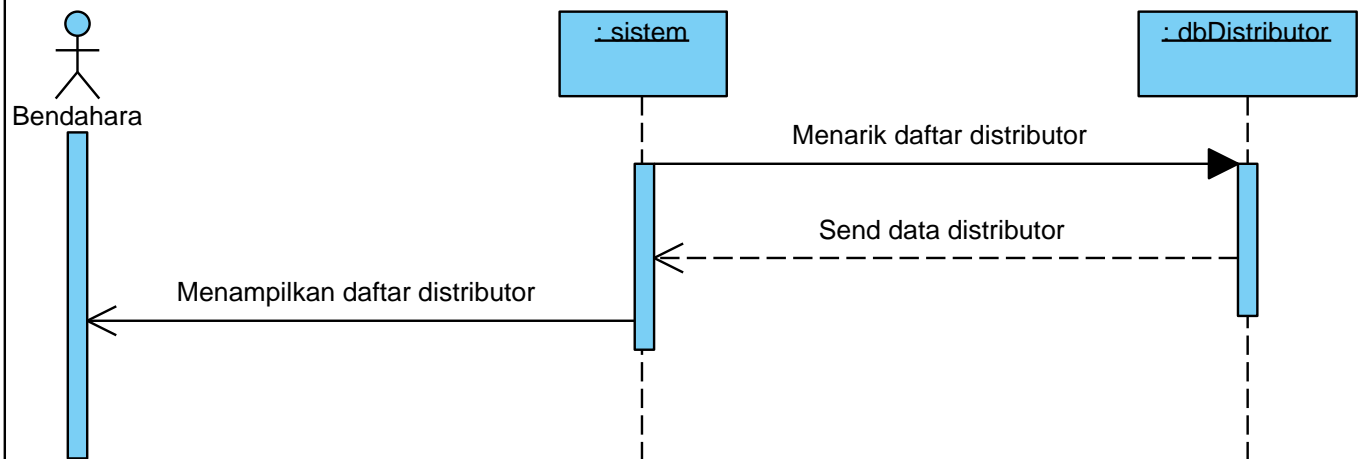 : sistem
: dbDistributor
Bendahara
Menarik daftar distributor
Send data distributor
Menampilkan daftar distributor